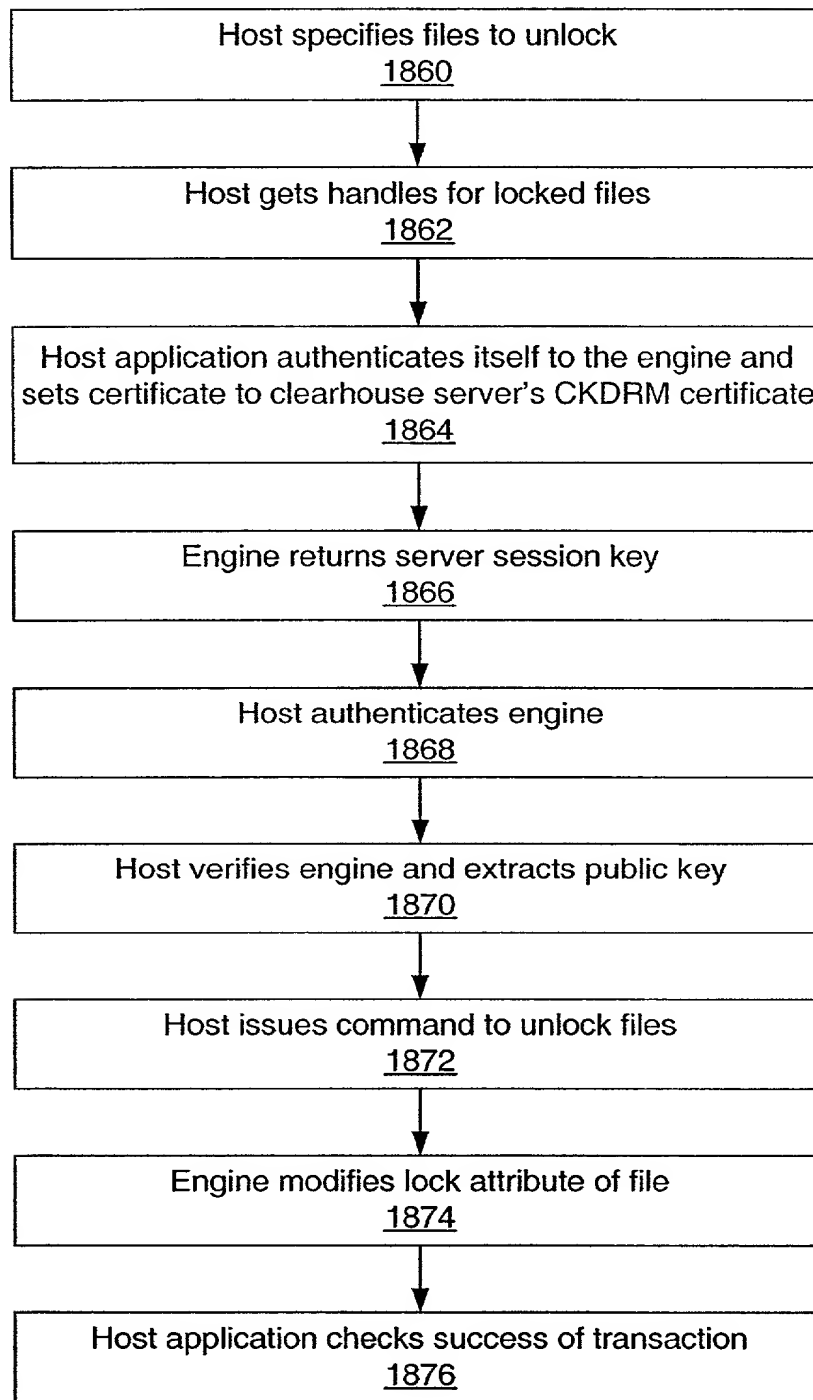 Host specifies files to unlock
1860
Host gets handles for locked files
1862
Host application authenticates itself to the engine and
sets certificate to clearhouse server's CKDRM certificate
1864
Engine returns server session key
1866
Host authenticates engine
1868
Host verifies engine and extracts public key
1870
Host issues command to unlock files
1872
Engine modifies lock attribute of file
1874
Host application checks success of transaction
1876